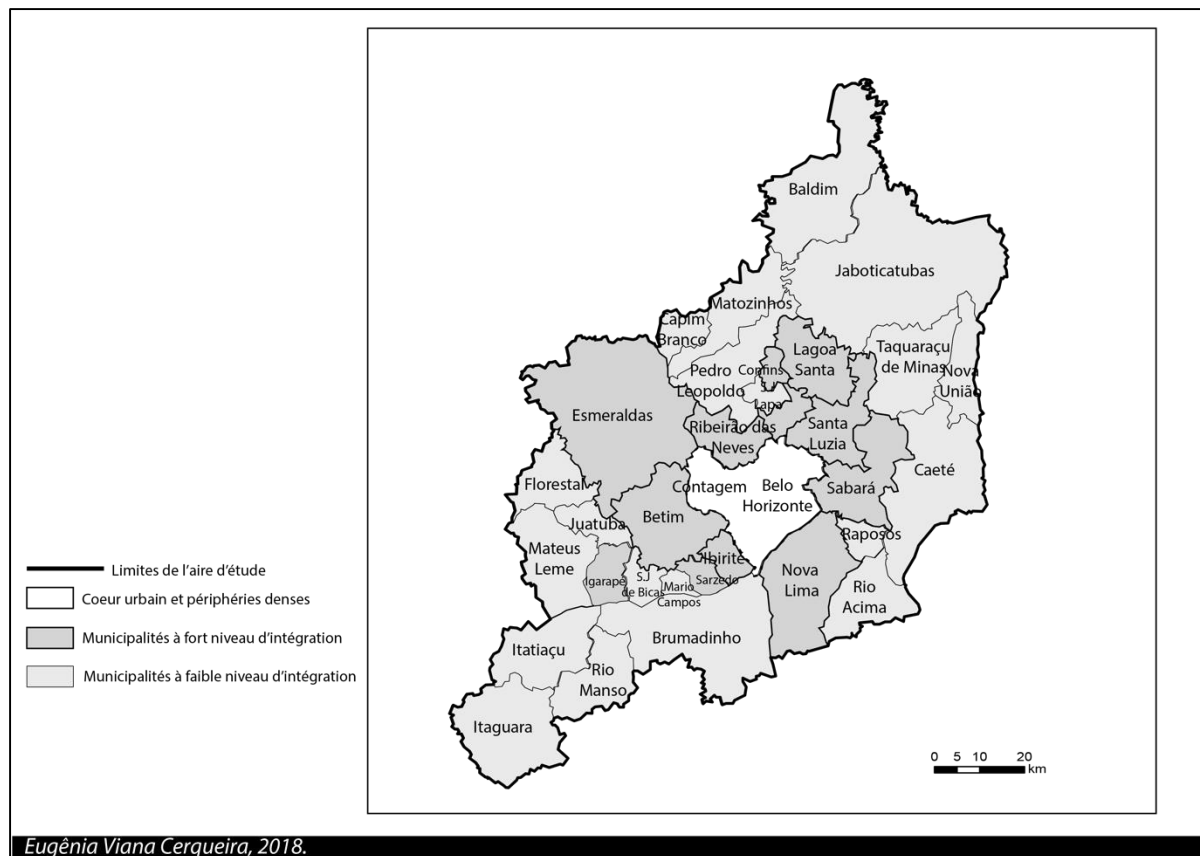 Baldim
Jaboticatubas
Matozinhos
Capim
Branco
Lagoa
Santa
Taquaraçu
de Minas
Nova
União
Pedro
Leopoldo
Confins
S.J
Lapa
Esmeraldas
Ribeirão das
Neves
Santa
Luzia
Caeté
Florestal
Contagem
Belo
Horizonte
Sabará
Juatuba
Betim
Raposos
Mateus
Leme
Igarapé
S.J
de Bicas
Mario
Campos
Sarzedo
Ibirité
Nova
Lima
Rio
Acima
Brumadinho
Itatiaçu
Rio
Manso
Itaguara
Limites de l’aire d’étude
Coeur urbain et périphéries denses
Municipalités à fort niveau d’intégration
Municipalités à faible niveau d’intégration
0 5 10 20
km
Eugênia Viana Cerqueira, 2018.